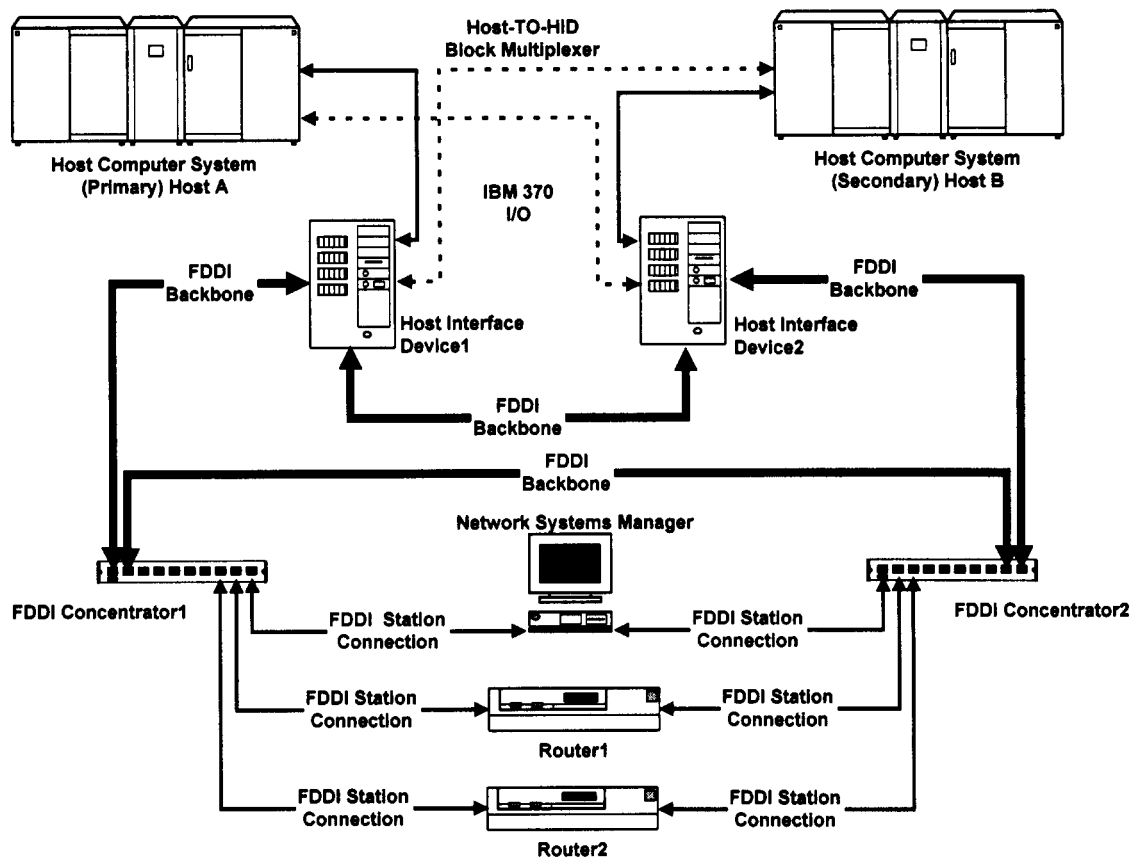 Host-TO-HID
Block Multiplexer
Host Computer System
(Primary) Host A
Host Computer System
(Secondary) Host B
IBM 370
I/O
FDDI
Backbone
FDDI
Backbone
Host Interface
Device1
Host Interface
Device2
FDDI
Backbone
FDDI
Backbone
Network Systems Manager
FDDI Concentrator1
FDDI Concentrator2
FDDI Station
Connection
FDDI Station
Connection
FDDI Station
Connection
FDDI Station
Connection
Router1
FDDI Station
Connection
FDDI Station
Connection
Router2